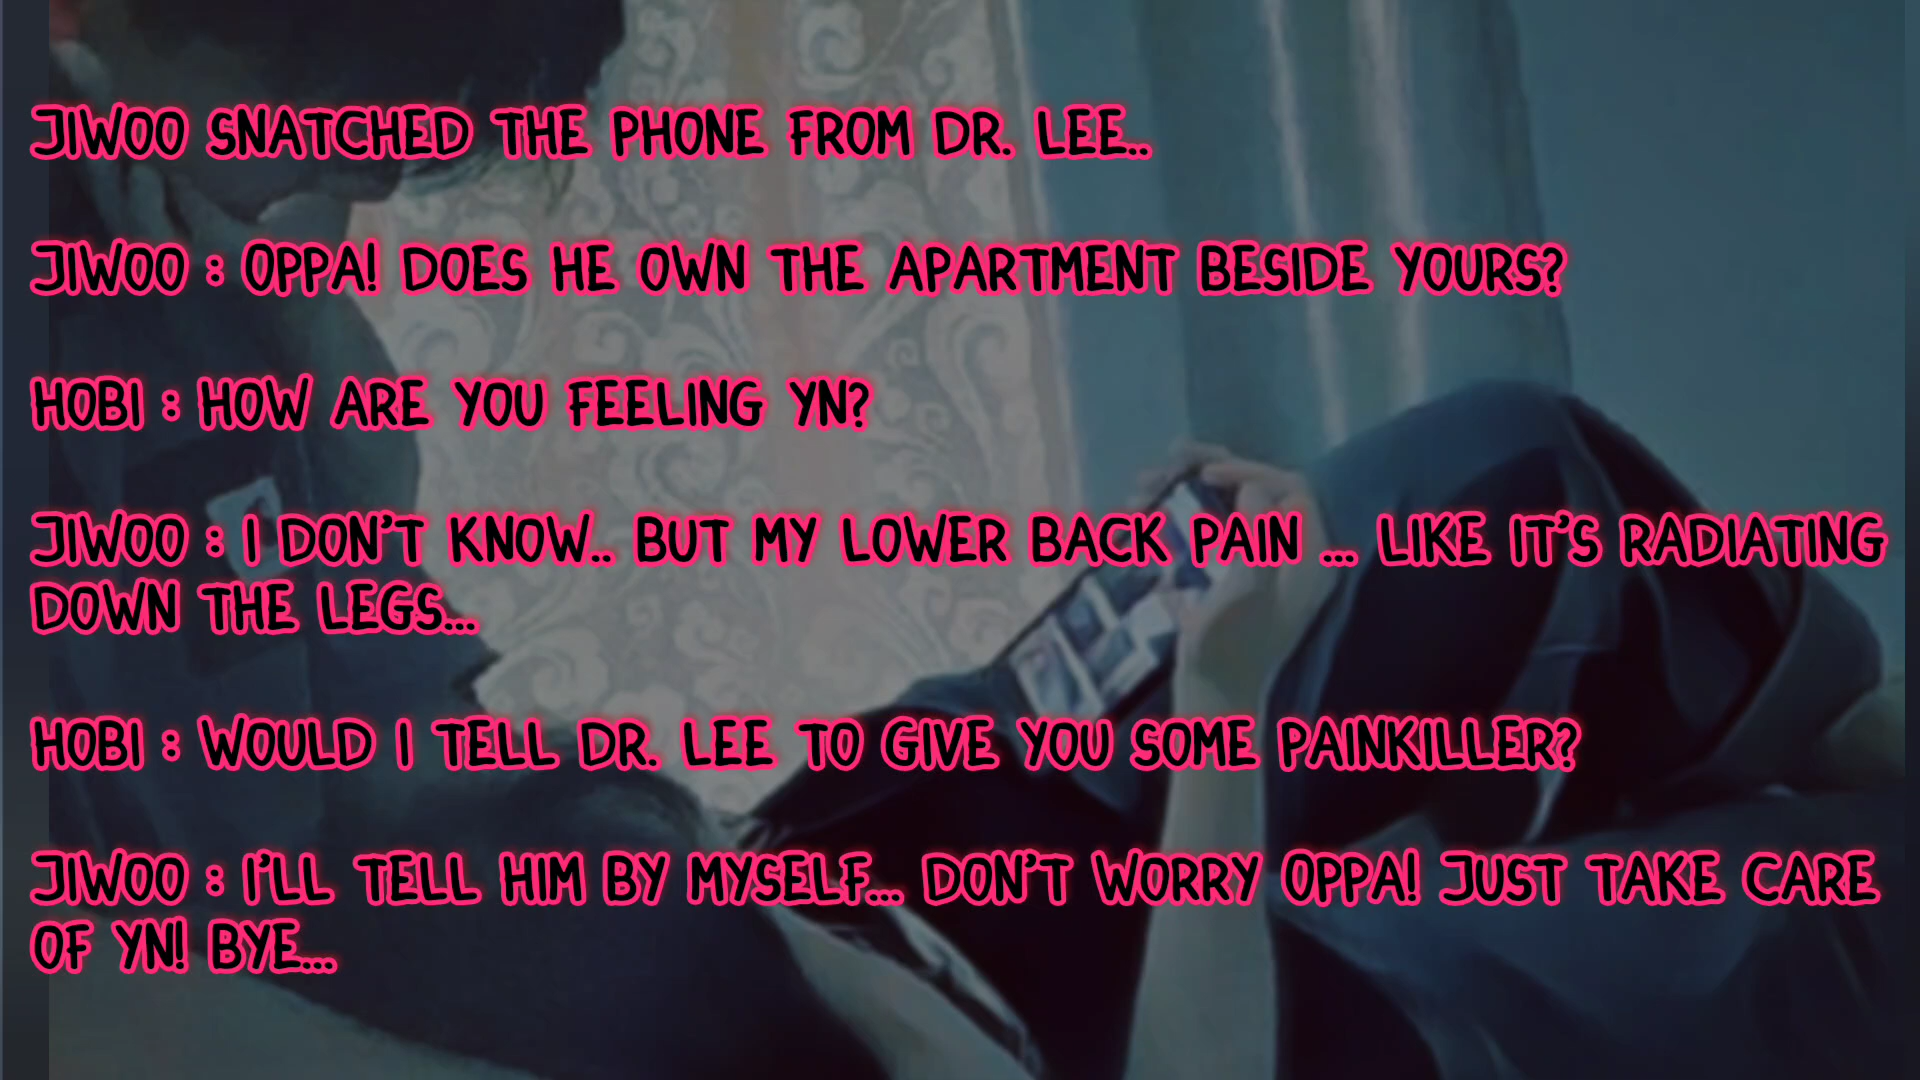 JIWOO SNATCHED THE PHONE FROM DR. LEE..
JIWOO : OPPA! DOES HE OWN THE APARTMENT BESIDE YOURS?
HOBI : HOW ARE YOU FEELING YN?
JIWOO : I DON'T KNOW.. BUT MY LOWER BACK PAIN ... LIKE IT'S RADIATING
DOWN THE LEGS...
HOBI : WOULD I TELL DR. LEE TO GIVE YOU SOME PAINKILLER?
JIWOO : I'LL TELL HIM BY MYSELF... DON'T WORRY OPPA! JUST TAKE CARE
OF YN! BYE...